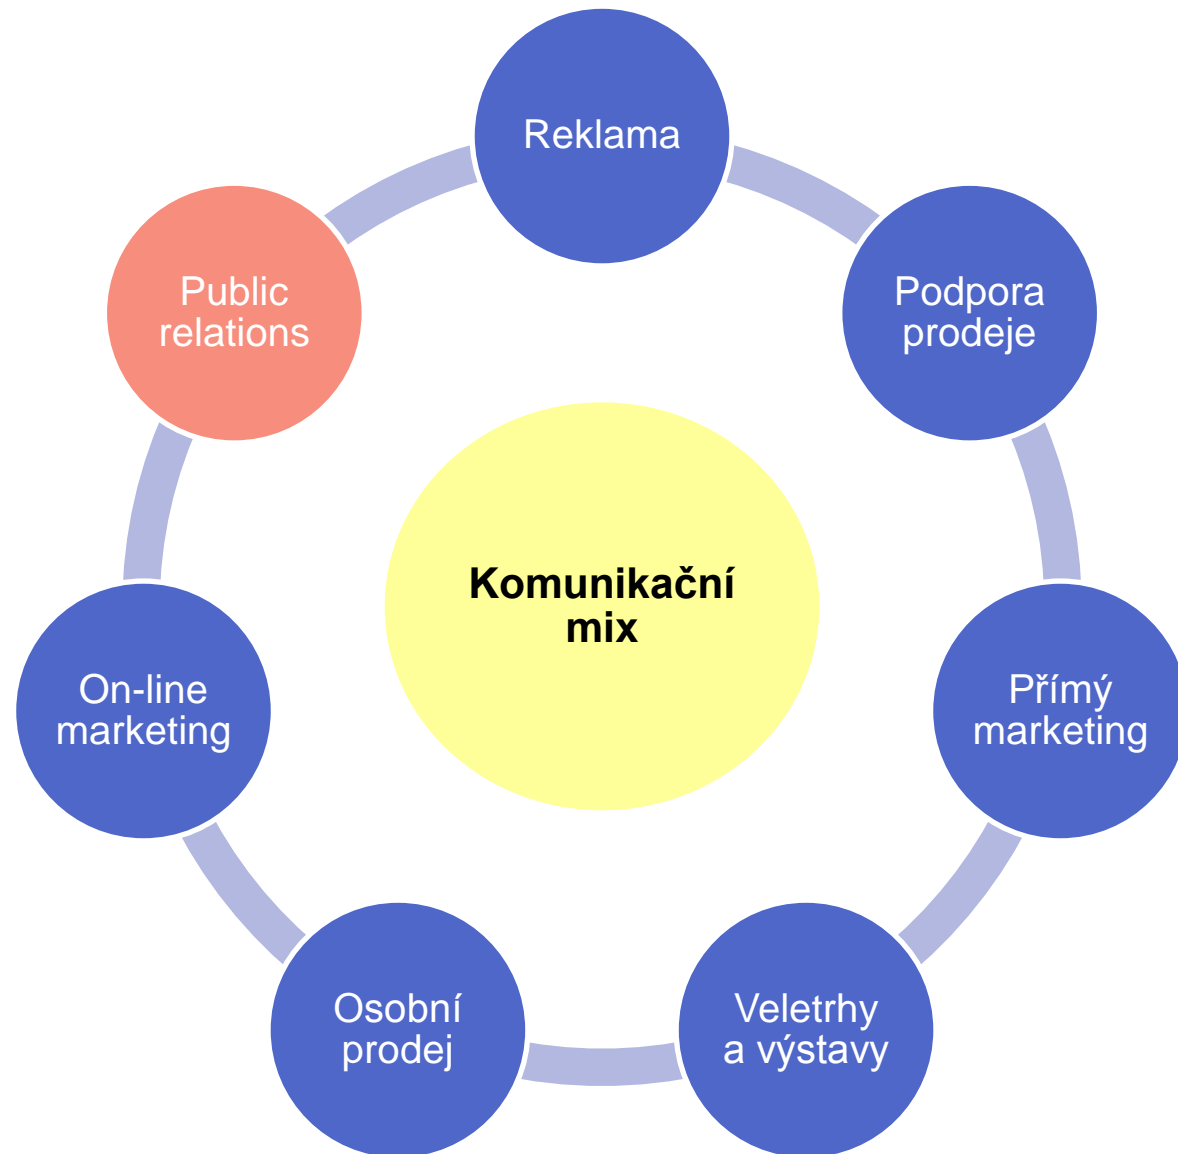 Reklama
Podpora
prodeje
Přímý
marketing
Veletrhy
a výstavy
Osobní
prodej
On-line
marketing
Public
relations
Komunikační
mix